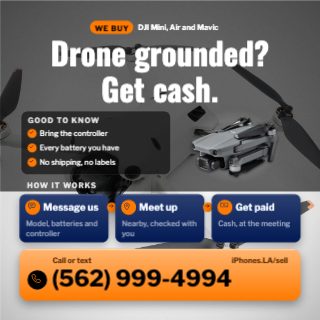 WE BUY DJI Mini, Air and Mavic
Drone grounded?
Get cash.
GOOD TO KNOW
Bring the controller
Every battery you have
No shipping, no labels
HOW IT WORKS
Message us
Model, batteries and
controller
Meet up
Nearby, checked with
you
Get paid
Cash, at the meeting
Call or text
iPhones.LA/sell
(562) 999-4994